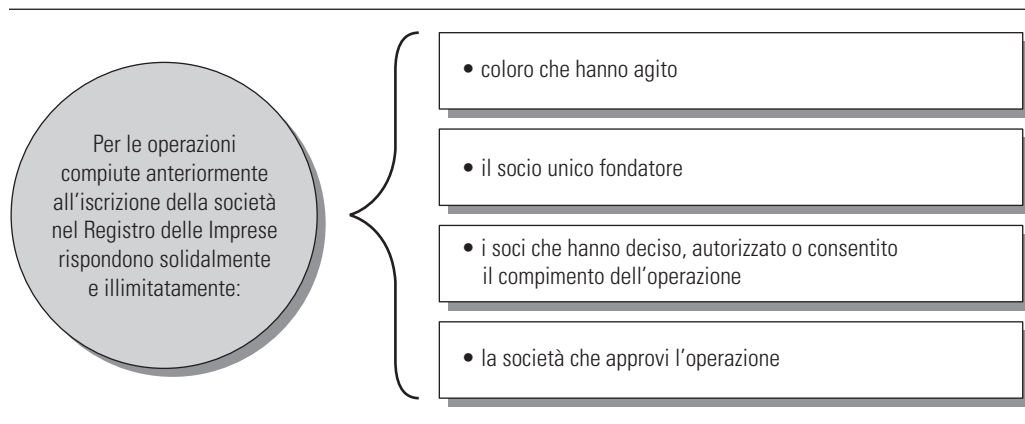 Per le operazioni
compiute anteriormente
all’iscrizione della società
nel Registro delle Imprese
rispondono solidalmente
e illimitatamente:
• coloro che hanno agito
• il socio unico fondatore
• i soci che hanno deciso, autorizzato o consentito
il compimento dell’operazione
• la società che approvi l’operazione